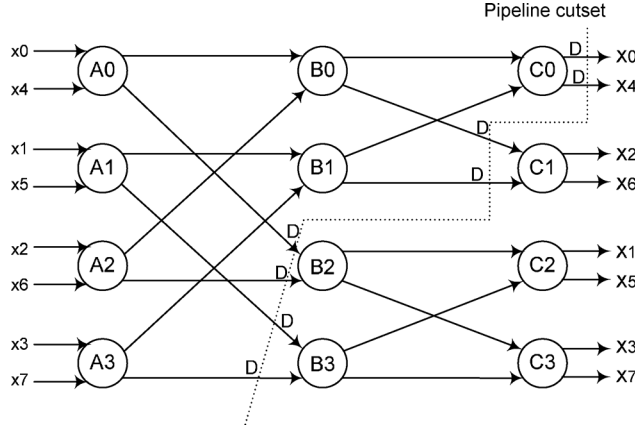 Pipeline cutset
x0 A0 B0 C0 D X0
x4 D X4
D
x1 A1 B1 C1 X2
x5 D X6
D
x2 A2 B2 C2 X1
x6 D X5
D
x3 A3 B3 C3 X3
x7 D X7